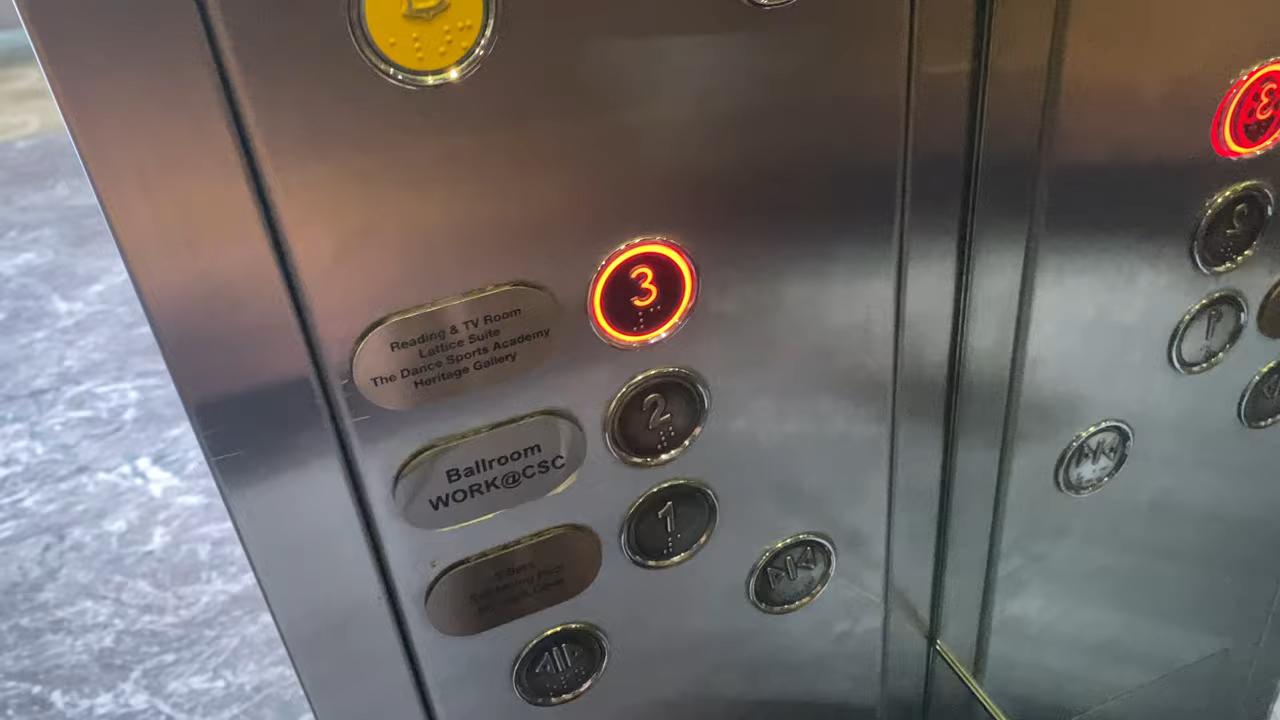 3
Reading & TV Room
Lattice Suite
The Dance Sports Academy
Heritage Gallery
2
Ballroom
WORK@CSC
1